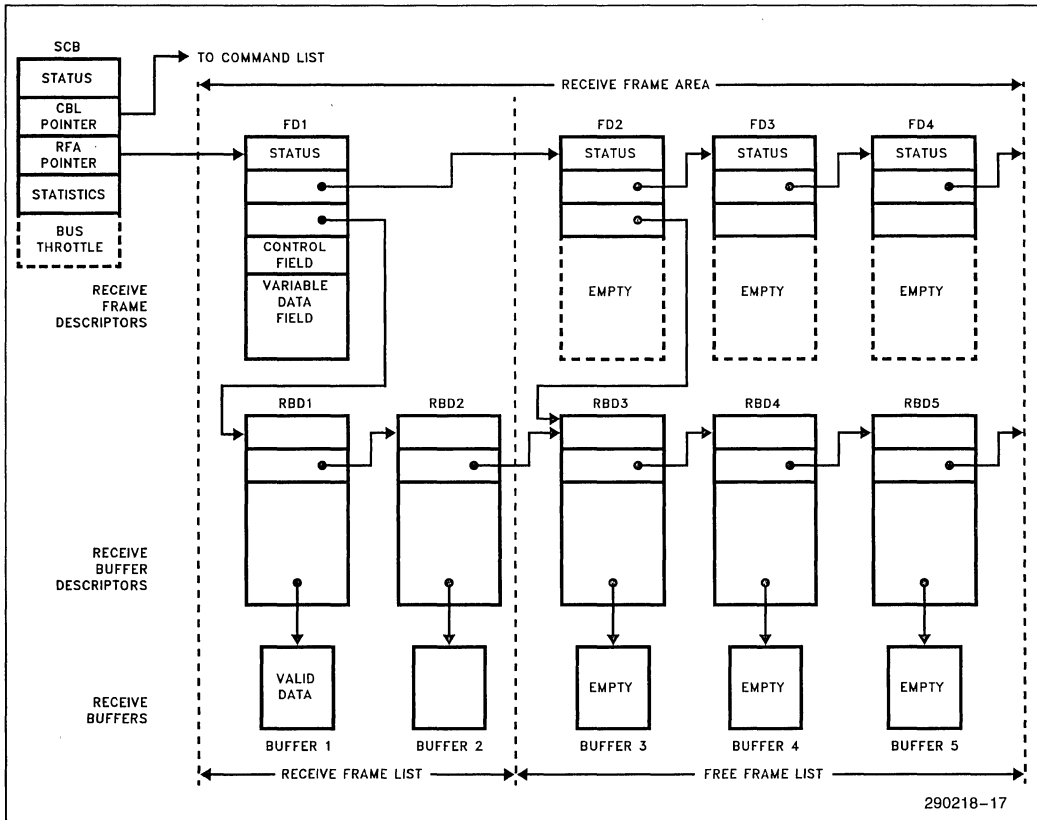 SCB
STATUS
CBL
POINTER
RFA
POINTER
STATISTICS
BUS
THROTTLE
TO COMMAND LIST
RECEIVE FRAME AREA
RECEIVE
FRAME
DESCRIPTORS
FD1
STATUS
CONTROL
FIELD
VARIABLE
DATA
FIELD
FD2
STATUS
EMPTY
FD3
STATUS
EMPTY
FD4
STATUS
EMPTY
RECEIVE
BUFFER
DESCRIPTORS
RBD1
RBD2
RBD3
RBD4
RBD5
RECEIVE
BUFFERS
VALID
DATA
EMPTY
EMPTY
EMPTY
BUFFER 1
BUFFER 2
BUFFER 3
BUFFER 4
BUFFER 5
RECEIVE FRAME LIST
FREE FRAME LIST
290218-17